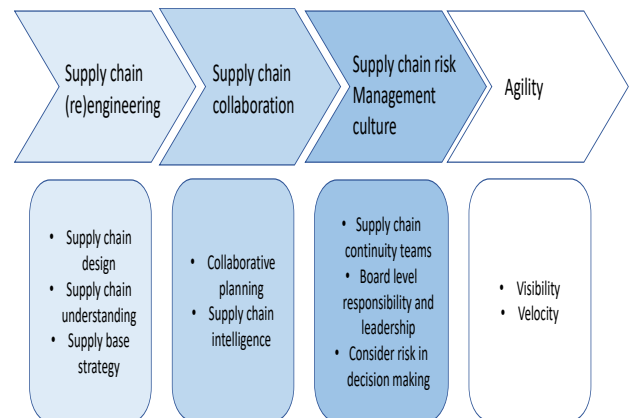 Supply chain
(re)engineering
Supply chain
collaboration
Supply chain risk
Management
culture
Agility
• Supply chain
design
• Supply chain
understanding
• Supply base
strategy
• Collaborative
planning
• Supply chain
intelligence
• Supply chain
continuity teams
• Board level
responsibility and
leadership
• Consider risk in
decision making
• Visibility
• Velocity